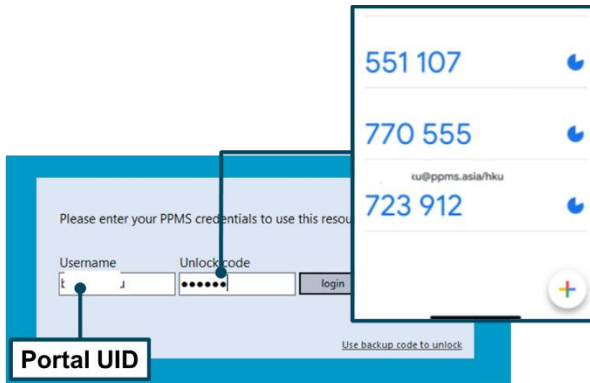 551 107
770 555
ku@ppms.asia/hku
723 912
Please enter your PPMS credentials to use this resou
Username Unlock code
login
Use backup code to unlock
Portal UID